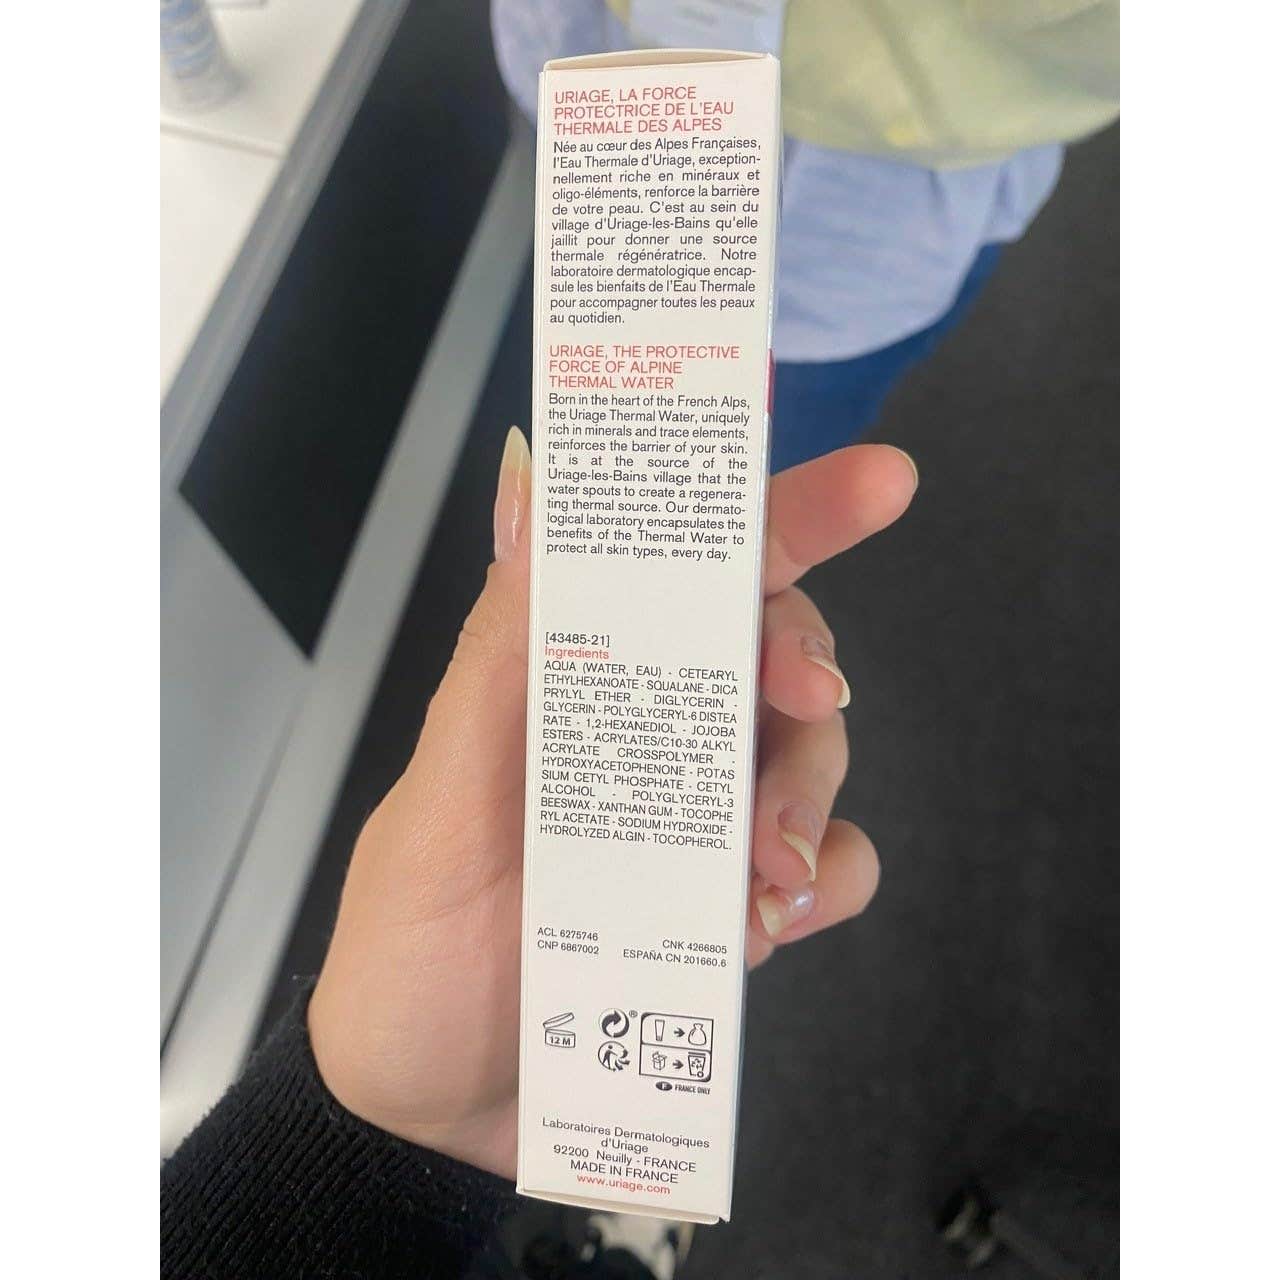 URIAGE, LA FORCE
PROTECTRICE DE L'EAU
THERMALE DES ALPES
Née au cœur des Alpes Françaises,
l'Eau Thermale d'Uriage, exception-
nellement riche en minéraux et
oligo-éléments, renforce la barrière
de votre peau. C'est au sein du
village d'Uriage-les-Bains qu'elle
jaillit pour donner une source
thermale régénératrice. Notre
laboratoire dermatologique encap-
sule les bienfaits de l'Eau Thermale
pour accompagner toutes les peaux
au quotidien.
URIAGE, THE PROTECTIVE
FORCE OF ALPINE
THERMAL WATER
Born in the heart of the French Alps,
the Uriage Thermal Water, uniquely
rich in minerals and trace elements,
reinforces the barrier of your skin.
It is at the source of the
Uriage-les-Bains village that the
water spouts to create a regenera-
ting thermal source. Our dermato-
logical laboratory encapsulates the
benefits of the Thermal Water to
protect all skin types, every day.
[43485-21]
Ingredients
AQUA (WATER, EAU) - CETEARYL
ETHYLHEXANOATE - SQUALANE - DICA
PRYLYL ETHER - DIGLYCERIN -
GLYCERIN - POLYGLYCERYL-6 DISTEA
RATE - 1,2-HEXANEDIOL - JOJOBA
ESTERS - ACRYLATES/C10-30 ALKYL
ACRYLATE CROSSPOLYMER -
HYDROXYACETOPHENONE - POTAS
SIUM CETYL PHOSPHATE - CETYL
ALCOHOL - POLYGLYCERYL-3
BEESWAX - XANTHAN GUM - TOCOPHE
RYL ACETATE - SODIUM HYDROXIDE -
HYDROLYZED ALGIN - TOCOPHEROL.
ACL 6275746
CNP 6867002
CNK 4266805
ESPAÑA CN 201660.6
12 M
®
F FRANCE ONLY
Laboratoires Dermatologiques
d'Uriage
92200 Neuilly - FRANCE
MADE IN FRANCE
www.uriage.com